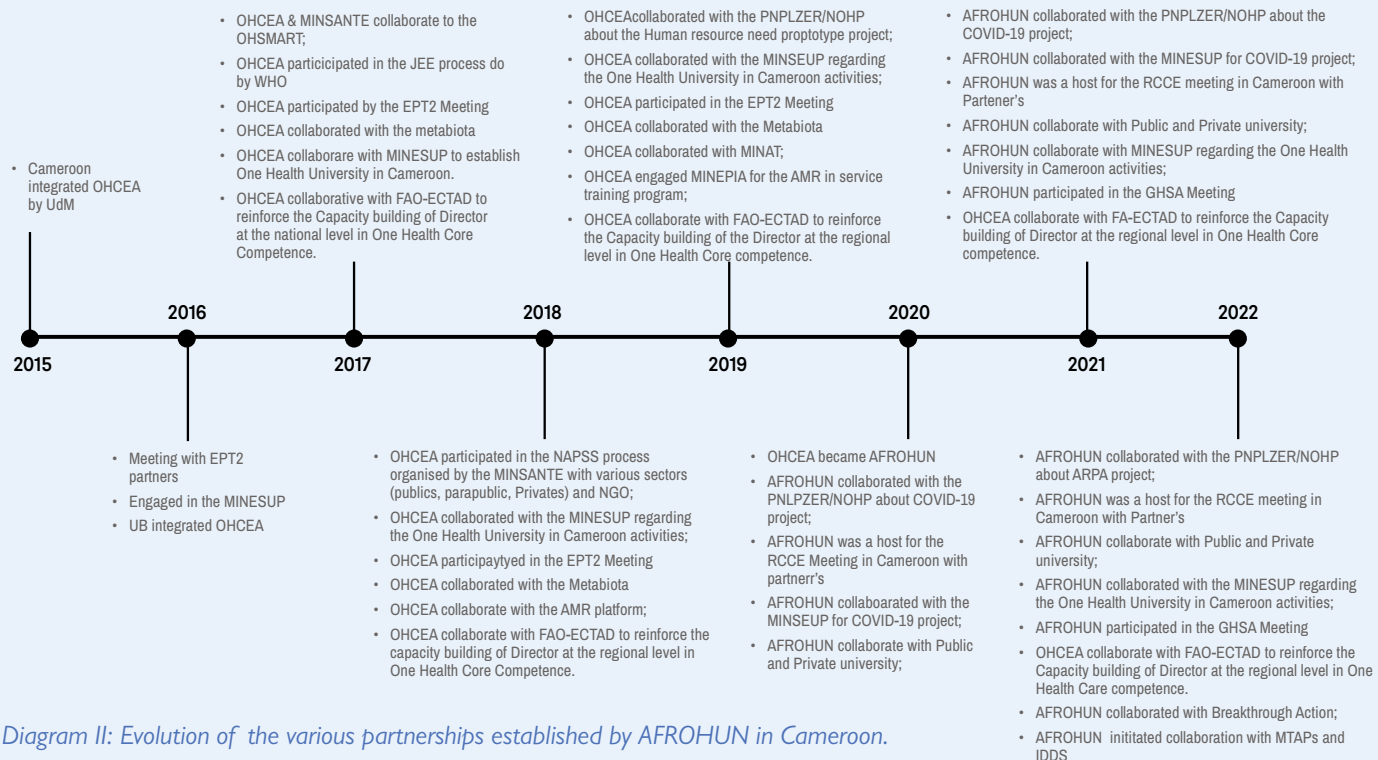 • Cameroon
integrated OHCEA
by UdM
• OHCEA & MINSANTE collaborate to the
OHSMART;
• OHCEA particicipated in the JEE process do
by WHO
• OHCEA participated by the EPT2 Meeting
• OHCEA collaborated with the metabiota
• OHCEA collaborare with MINESUP to establish
One Health University in Cameroon.
• OHCEA collaborative with FAO-ECTAD to
reinforce the Capacity building of Director
at the national level in One Health Core
Competence.
• OHCEAcollaborated with the PNPLZER/NOHP
about the Human resource need proptotype project;
• OHCEA collaborated with the MINSEUP regarding
the One Health University in Cameroon activities;
• OHCEA participated in the EPT2 Meeting
• OHCEA collaborated with the Metabiota
• OHCEA collaborated with MINAT;
• OHCEA engaged MINEPIA for the AMR in service
training program;
• OHCEA collaborate with FAO-ECTAD to reinforce
the Capacity building of the Director at the regional
level in One Health Core competence.
• AFROHUN collaborated with the PNPLZER/NOHP about the
COVID-19 project;
• AFROHUN collaborated with the MINESUP for COVID-19 project;
• AFROHUN was a host for the RCCE meeting in Cameroon with
Partener's
• AFROHUN collaborate with Public and Private university;
• AFROHUN collaborate with MINESUP regarding the One Health
University in Cameroon activities;
• AFROHUN participated in the GHSA Meeting
• OHCEA collaborate with FA-ECTAD to reinforce the Capacity
building of Director at the regional level in One Health Core
competence.
2015
2016
2017
2018
2019
2020
2021
2022
• Meeting with EPT2
partners
• Engaged in the MINESUP
• UB integrated OHCEA
• OHCEA participated in the NAPSS process
organised by the MINSANTE with various sectors
(publics, parapublic, Privates) and NGO;
• OHCEA collaborated with the MINESUP regarding
the One Health University in Cameroon activities;
• OHCEA participaytyed in the EPT2 Meeting
• OHCEA collaborated with the Metabiota
• OHCEA collaborate with the AMR platform;
• OHCEA collaborate with FAO-ECTAD to reinforce the
capacity building of Director at the regional level in
One Health Core Competence.
• OHCEA became AFROHUN
• AFROHUN collaborated with the
PNLPZER/NOHP about COVID-19
project;
• AFROHUN was a host for the
RCCE Meeting in Cameroon with
partnerr's
• AFROHUN collaboarated with the
MINSEUP for COVID-19 project;
• AFROHUN collaborate with Public
and Private university;
• AFROHUN collaborated with the PNPLZER/NOHP
about ARPA project;
• AFROHUN was a host for the RCCE meeting in
Cameroon with Partner's
• AFROHUN collaborate with Public and Private
university;
• AFROHUN collaborated with the MINESUP regarding
the One Health University in Cameroon activities;
• AFROHUN participated in the GHSA Meeting
• OHCEA collaborate with FAO-ECTAD to reinforce the
Capacity building of Director at the regional level in One
Health Care competence.
• AFROHUN collaborated with Breakthrough Action;
• AFROHUN inititated collaboration with MTAPs and
IDDS
Diagram II: Evolution of the various partnerships established by AFROHUN in Cameroon.